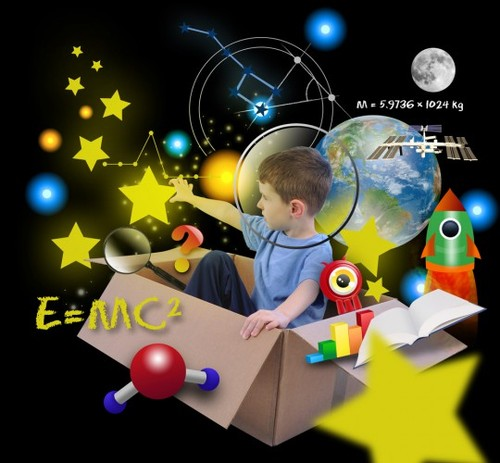 M = 5.9736 x 1024 kg
?
E=MC²